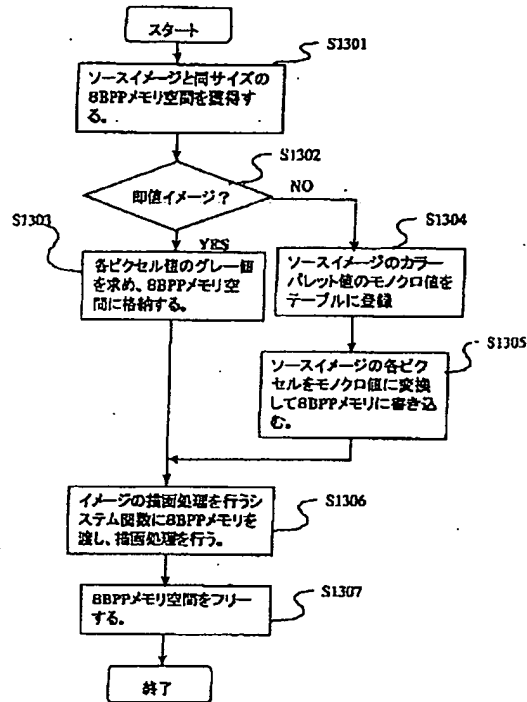 スタート
S1301
ソースイメージと同サイズの
8BPPメモリ空間を獲得す
る。
S1302
即値イメージ?
NO
S1303
YES
S1304
各ピクセル値のグレー値
を求め、8BPPメモリ空
間に格納する。
ソースイメージのカラー
パレット値のモノクロ値を
テーブルに登録
S1305
ソースイメージの各ピク
セルをモノクロ値に変換
して8BPPメモリに書き込
む。
イメージの描画処理を行うシ
ステム関数に8BPPメモリを
渡し、描画処理を行う。
S1306
8BPPメモリ空間をフリー
する。
S1307
終了